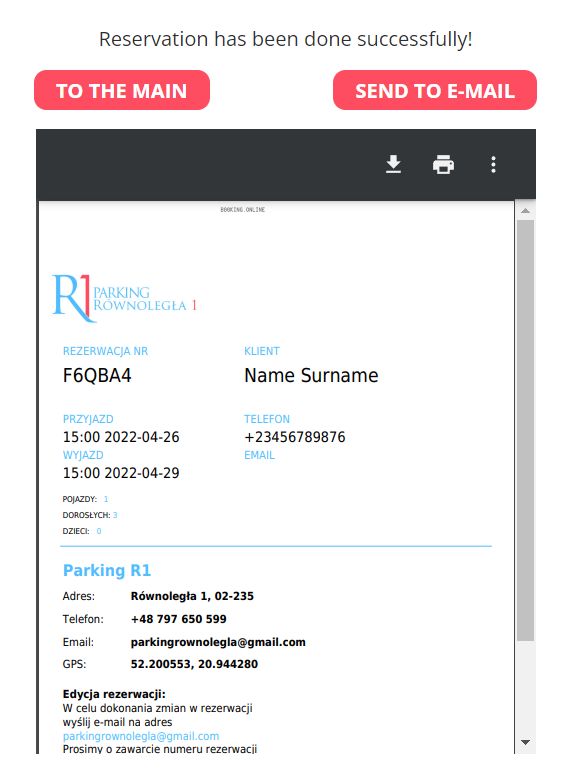 Reservation has been done successfully!
TO THE MAIN
SEND TO E-MAIL
BOOKING.ONLINE
R1 PARKING
RÓWNOLEGŁA 1
REZERWACJA NR
F6QBA4
KLIENT
Name Surname
PRZYJAZD
15:00 2022-04-26
WYJAZD
15:00 2022-04-29
TELEFON
+23456789876
EMAIL
POJAZDY: 1
DOROSŁYCH: 3
DZIECI: 0
Parking R1
Adres: Równoległa 1, 02-235
Telefon: +48 797 650 599
Email: parkingrownolegla@gmail.com
GPS: 52.200553, 20.944280
Edycja rezerwacji:
W celu dokonania zmian w rezerwacji
wyślij e-mail na adres
parkingrownolegla@gmail.com
Prosimy o zawarcie numeru rezerwacji